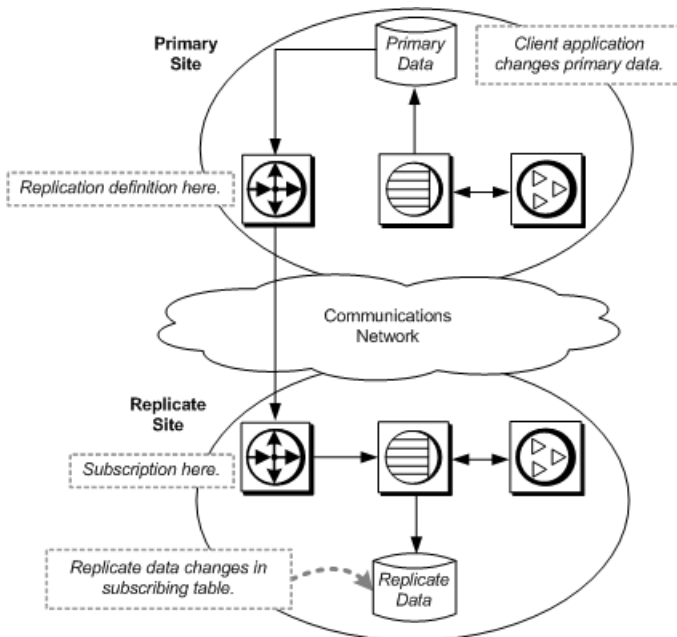 Primary
Site
Primary
Data
Client application
changes primary data.
Replication definition here.
Communications
Network
Replicate
Site
Subscription here.
Replicate data changes in
subscribing table.
Replicate
Data